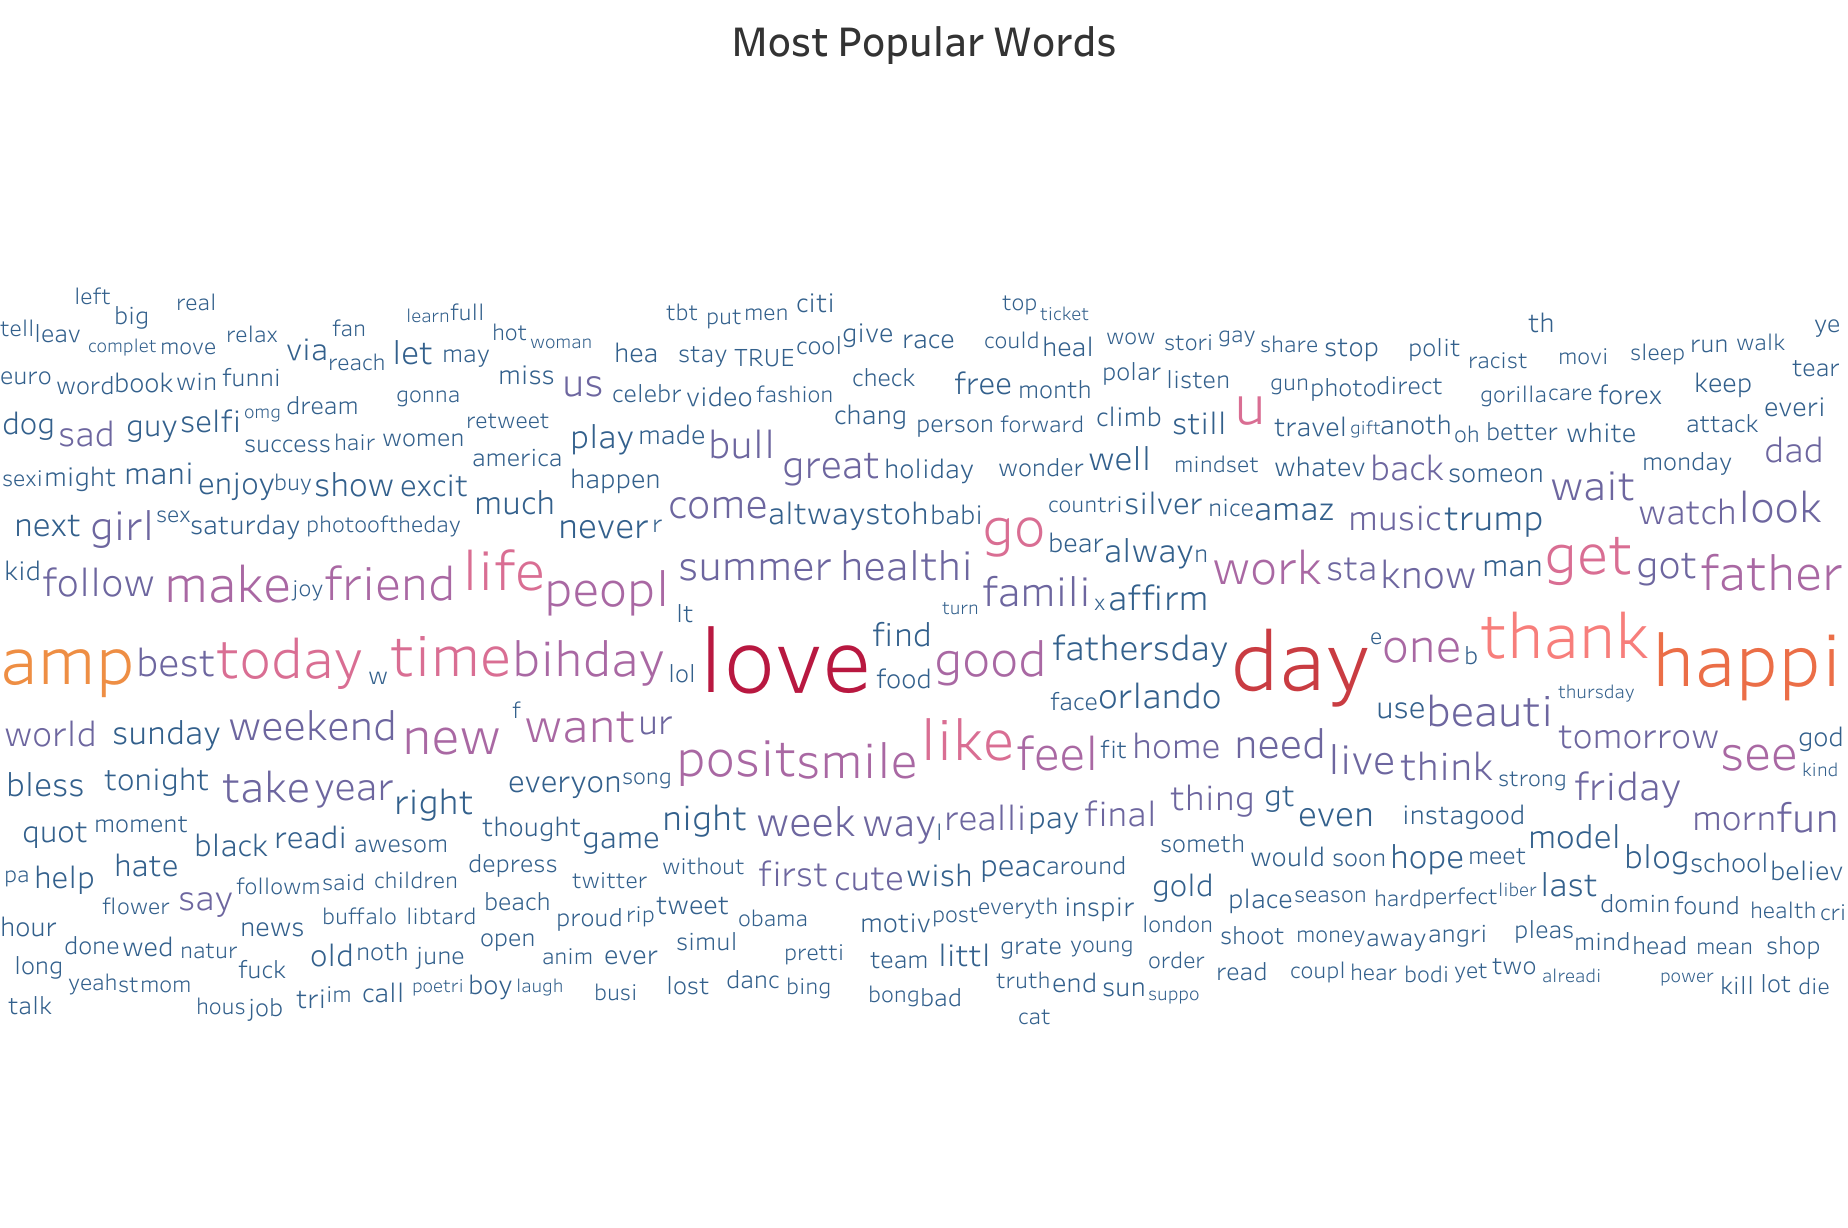 Most Popular Words
left big real learn full tbt put men citi top ticket th ye
tell leav complet move relax via fan reach let may hot woman hea stay TRUE cool give race could heal wow stori gay share stop polit racist movi sleep run walk
euro word book win funni gonna miss us celebr video fashion check free month polar listen gun photo direct gorilla care forex keep tear
dog sad guy selfi omg dream retweet play made bull chang person forward climb still u travel gift anoth oh better white attack everi
success hair women america great holiday wonder well mindset whatev back someon monday dad
sexi might mani enjoy buy show excit much happen come altwaystoh babi countri silver nice amaz wait
next girl sex saturday photooftheday never r go music trump watch look
kid follow make joy friend life peopl summer healthi bear alway n work sta know man get got father
lt turn famili x affirm
amp best today w time bihday lol love find food good fathersday day e one b thank happi
face orlando use beauti thursday
world sunday weekend new f want ur posit smile like feel fit home need live think tomorrow see god kind
bless tonight take year right everyon song thing gt strong friday
quot moment black readi awesom thought game night week way l realli pay final even instagood model morn fun
pa help hate depress without first cute wish peac around someth would soon hope meet blog school believ
flower say followm said children twitter beach gold place season hard perfect liber last
hour news buffalo libtard proud rip tweet obama motiv post everyth inspir london domin found health cri
done wed natur old noth june open anim ever simul pretti team littl grate young order shoot money away angri pleas mind head mean shop
long yeah st mom fuck tri im call poetri boy laugh busi lost danc bing bong bad truth end sun suppo read coupl hear bodi yet two alreadi power kill lot die
talk hous job cat